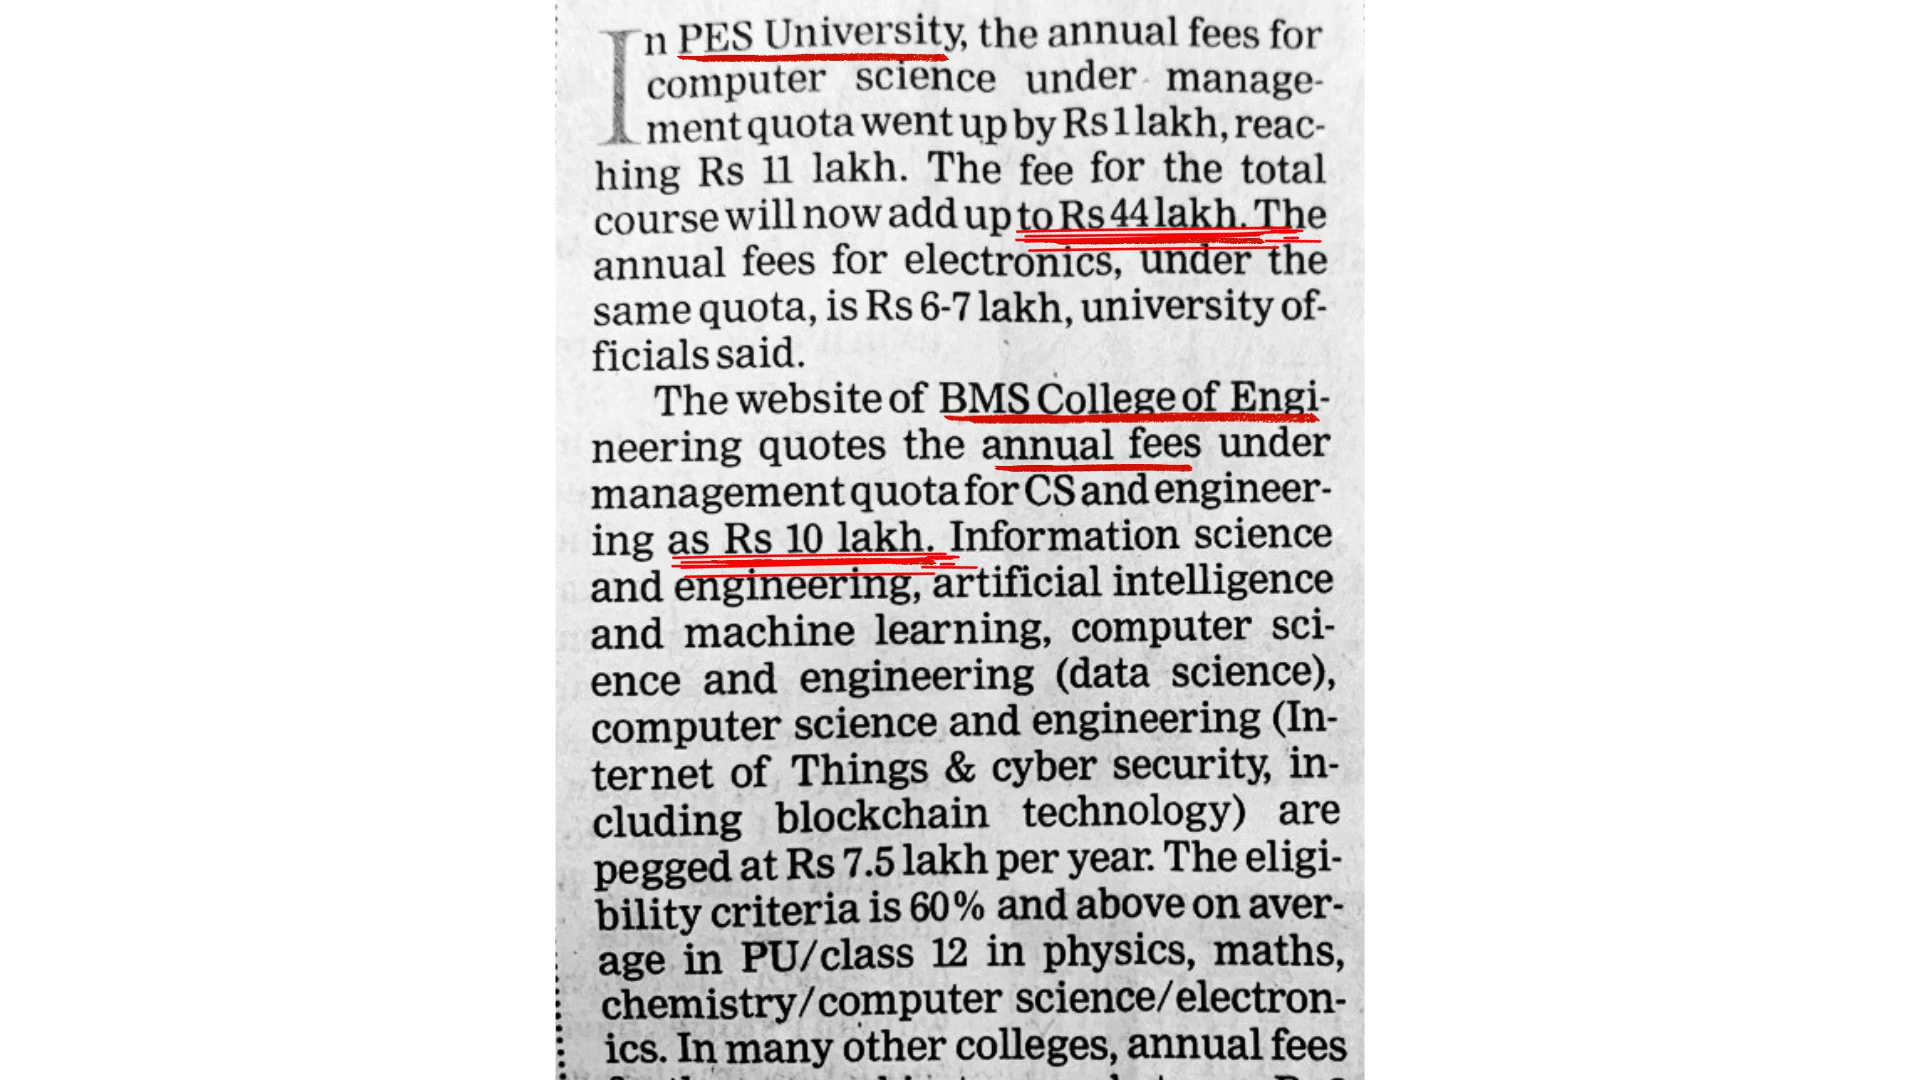 In PES University, the annual fees for
computer science under manage-
ment quota went up by Rs 1 lakh, reac-
hing Rs 11 lakh. The fee for the total
course will now add up to Rs 44 lakh. The
annual fees for electronics, under the
same quota, is Rs 6-7 lakh, university of-
ficials said.
The website of BMS College of Engi-
neering quotes the annual fees under
management quota for CS and engineer-
ing as Rs 10 lakh. Information science
and engineering, artificial intelligence
and machine learning, computer sci-
ence and engineering (data science),
computer science and engineering (In-
ternet of Things & cyber security, in-
cluding blockchain technology) are
pegged at Rs 7.5 lakh per year. The eligi-
bility criteria is 60% and above on aver-
age in PU/class 12 in physics, maths,
chemistry/computer science/electron-
ics. In many other colleges, annual fees